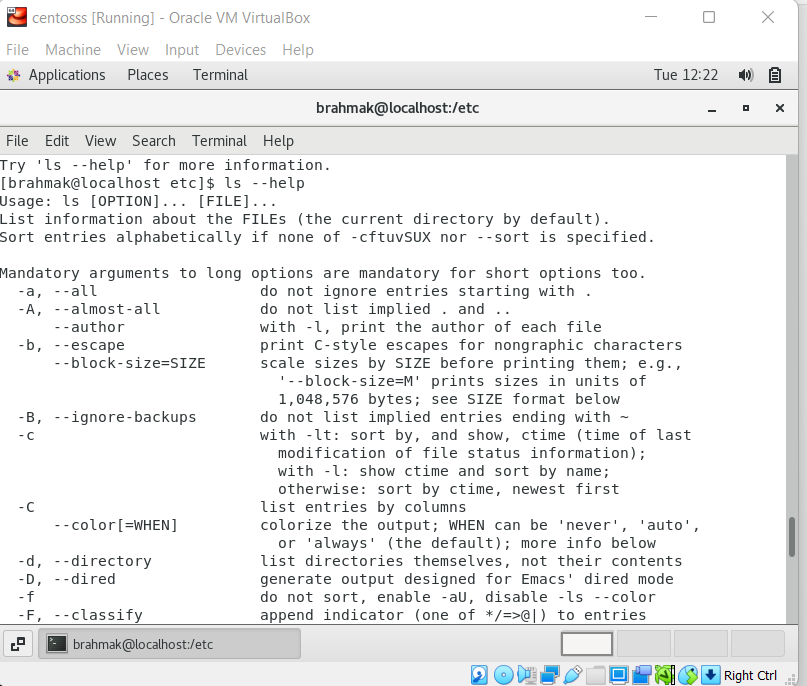 centosss [Running] - Oracle VM VirtualBox
File Machine View Input Devices Help
Applications Places Terminal Tue 12:22
brahmak@localhost:/etc
File Edit View Search Terminal Help
Try 'ls --help' for more information.
[brahmak@localhost etc]$ ls --help
Usage: ls [OPTION]... [FILE]...
List information about the FILEs (the current directory by default).
Sort entries alphabetically if none of -cftuvSUX nor --sort is specified.

Mandatory arguments to long options are mandatory for short options too.
  -a, --all                  do not ignore entries starting with .
  -A, --almost-all           do not list implied . and ..
      --author               with -l, print the author of each file
  -b, --escape               print C-style escapes for nongraphic characters
      --block-size=SIZE      scale sizes by SIZE before printing them; e.g.,
                               '--block-size=M' prints sizes in units of
                               1,048,576 bytes; see SIZE format below
  -B, --ignore-backups       do not list implied entries ending with ~
  -c                         with -lt: sort by, and show, ctime (time of last
                               modification of file status information);
                               with -l: show ctime and sort by name;
                               otherwise: sort by ctime, newest first
  -C                         list entries by columns
      --color[=WHEN]         colorize the output; WHEN can be 'never', 'auto',
                               or 'always' (the default); more info below
  -d, --directory            list directories themselves, not their contents
  -D, --dired                generate output designed for Emacs' dired mode
  -f                         do not sort, enable -aU, disable -ls --color
  -F, --classify             append indicator (one of */=>@|) to entries
brahmak@localhost:/etc
Right Ctrl